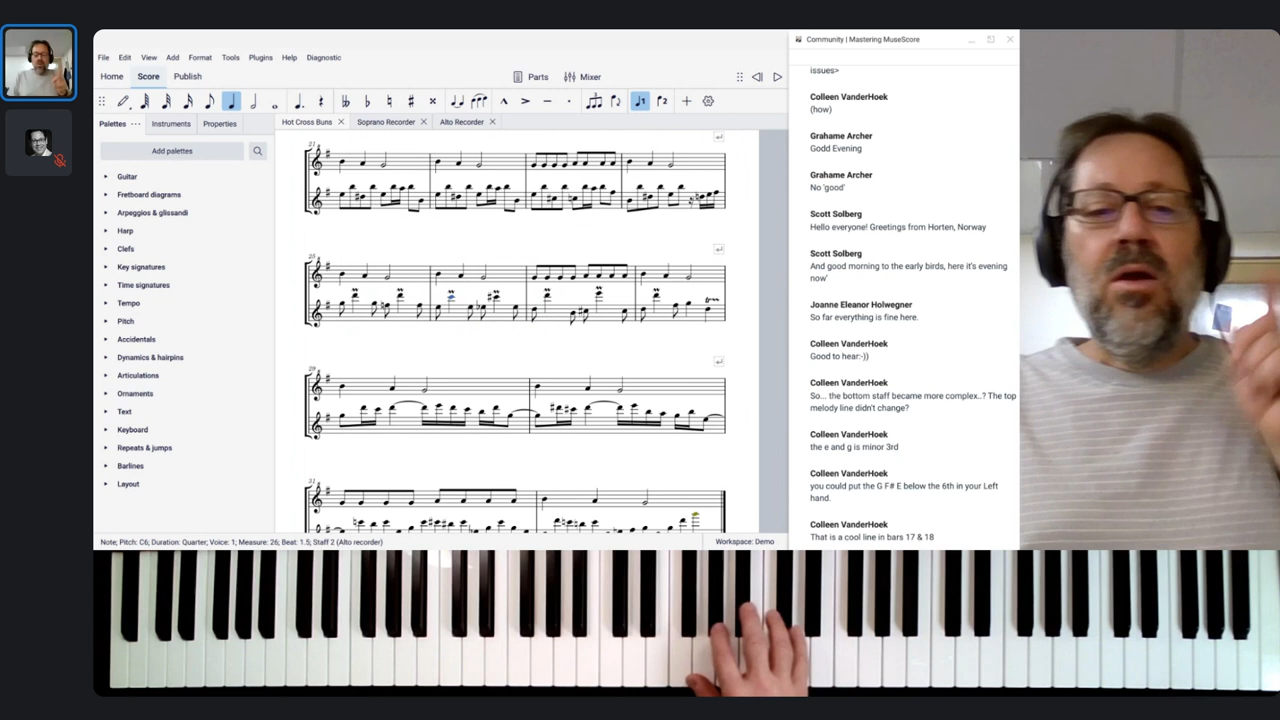 Community | Mastering MuseScore
File Edit View Add Format Tools Plugins Help Diagnostic
Home Score Publish Parts Mixer
Palettes Instruments Properties
Hot Cross Buns Soprano Recorder Alto Recorder
Add palettes
Guitar
Fretboard diagrams
Arpeggios & glissandi
Harp
Clefs
Key signatures
Time signatures
Tempo
Pitch
Accidentals
Dynamics & hairpins
Articulations
Ornaments
Text
Keyboard
Repeats & jumps
Barlines
Layout
21
25
29
31
Note; Pitch: C6; Duration: Quarter; Voice: 1; Measure: 26; Beat: 1.5; Staff 2 (Alto recorder)
Workspace: Demo
issues>
Colleen VanderHoek
(how)
Grahame Archer
Godd Evening
Grahame Archer
No 'good'
Scott Solberg
Hello everyone! Greetings from Horten, Norway
Scott Solberg
And good morning to the early birds, here it's evening
now'
Joanne Eleanor Holwegner
So far everything is fine here.
Colleen VanderHoek
Good to hear:-))
Colleen VanderHoek
So... the bottom staff became more complex..? The top
melody line didn't change?
Colleen VanderHoek
the e and g is minor 3rd
Colleen VanderHoek
you could put the G F# E below the 6th in your Left
hand.
Colleen VanderHoek
That is a cool line in bars 17 & 18